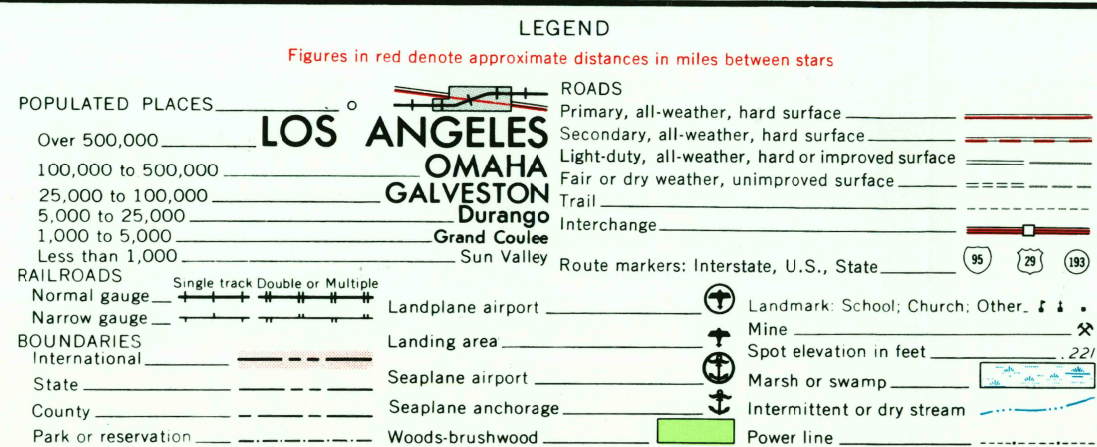 LEGEND
Figures in red denote approximate distances in miles between stars
POPULATED PLACES
Over 500,000 LOS ANGELES
100,000 to 500,000 OMAHA
25,000 to 100,000 GALVESTON
5,000 to 25,000 Durango
1,000 to 5,000 Grand Coulee
Less than 1,000 Sun Valley
RAILROADS
Single track Double or Multiple
Normal gauge
Narrow gauge
BOUNDARIES
International
State
County
Park or reservation
Landplane airport
Landing area
Seaplane airport
Seaplane anchorage
Woods-brushwood
ROADS
Primary, all-weather, hard surface
Secondary, all-weather, hard surface
Light-duty, all-weather, hard or improved surface
Fair or dry weather, unimproved surface
Trail
Interchange
Route markers: Interstate, U.S., State 95 29 193
Landmark: School; Church; Other
Mine
Spot elevation in feet .221
Marsh or swamp
Intermittent or dry stream
Power line